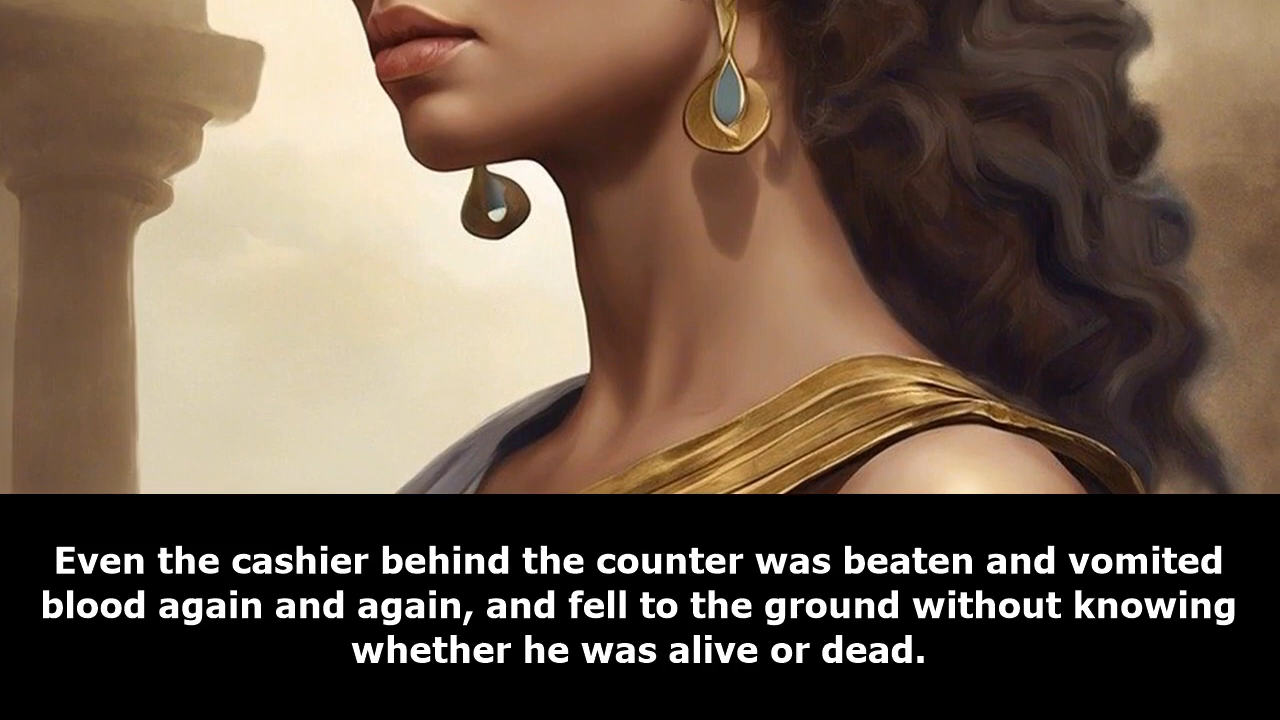 Even the cashier behind the counter was beaten and vomited
blood again and again, and fell to the ground without knowing
whether he was alive or dead.